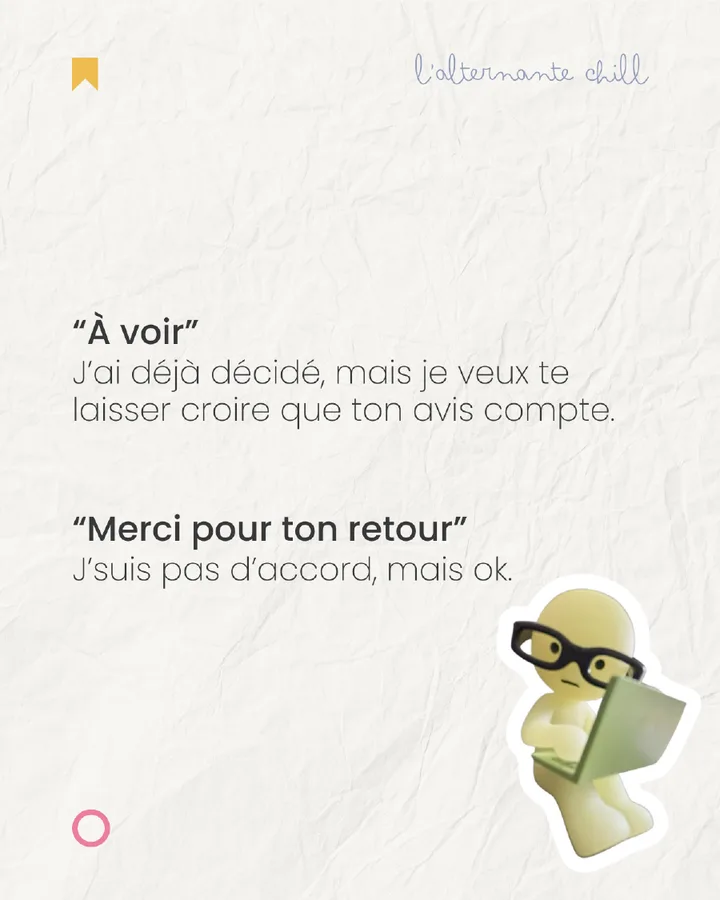 l'alternante chill
“À voir”
J’ai déjà décidé, mais je veux te
laisser croire que ton avis compte.
“Merci pour ton retour”
J’suis pas d’accord, mais ok.